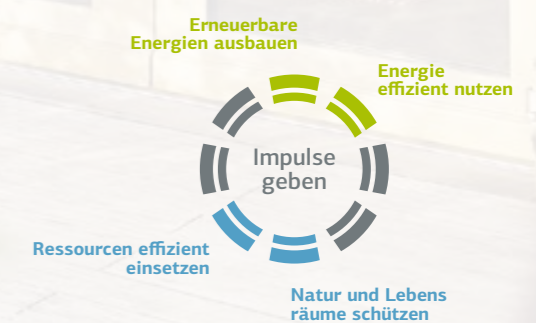 Erneuerbare
Energien ausbauen
Energie
effizient nutzen
Impulse
geben
Ressourcen effizient
einsetzen
Natur und Lebens
räume schützen